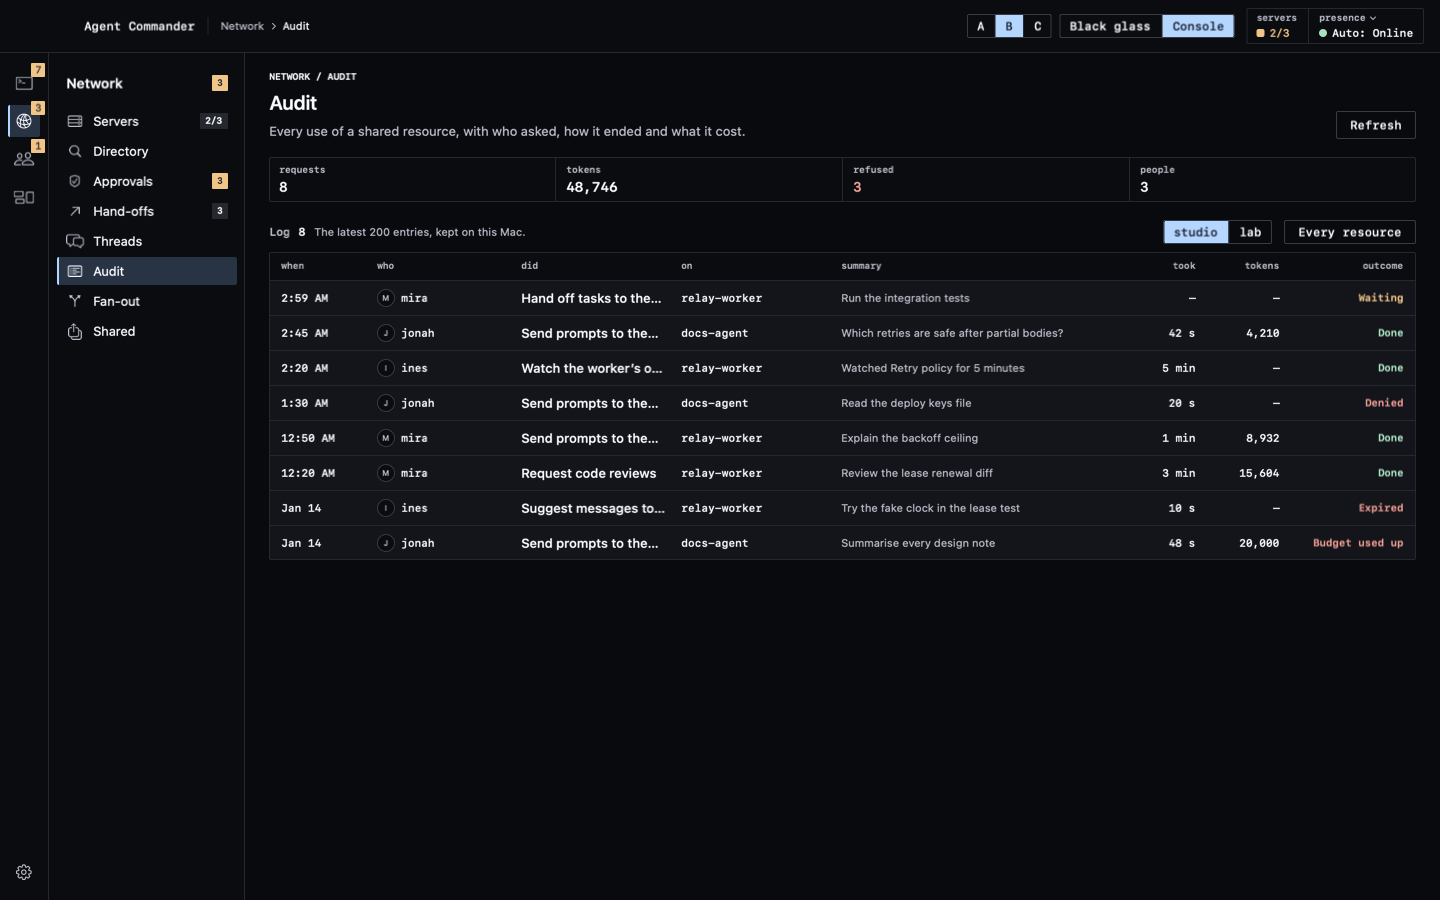 Agent Commander
Network > Audit
A B C
Black glass Console
servers
2/3
presence
Auto: Online
7
3
1
Network 3
Servers 2/3
Directory
Approvals 3
Hand-offs 3
Threads
Audit
Fan-out
Shared
NETWORK / AUDIT
Audit
Every use of a shared resource, with who asked, how it ended and what it cost.
Refresh
requests
8
tokens
48,746
refused
3
people
3
Log 8 The latest 200 entries, kept on this Mac.
studio lab
Every resource
when who did on summary took tokens outcome
2:59 AM M mira Hand off tasks to the... relay-worker Run the integration tests — — Waiting
2:45 AM J jonah Send prompts to the... docs-agent Which retries are safe after partial bodies? 42 s 4,210 Done
2:20 AM I ines Watch the worker's o... relay-worker Watched Retry policy for 5 minutes 5 min — Done
1:30 AM J jonah Send prompts to the... docs-agent Read the deploy keys file 20 s — Denied
12:50 AM M mira Send prompts to the... relay-worker Explain the backoff ceiling 1 min 8,932 Done
12:20 AM M mira Request code reviews relay-worker Review the lease renewal diff 3 min 15,604 Done
Jan 14 I ines Suggest messages to... relay-worker Try the fake clock in the lease test 10 s — Expired
Jan 14 J jonah Send prompts to the... docs-agent Summarise every design note 48 s 20,000 Budget used up